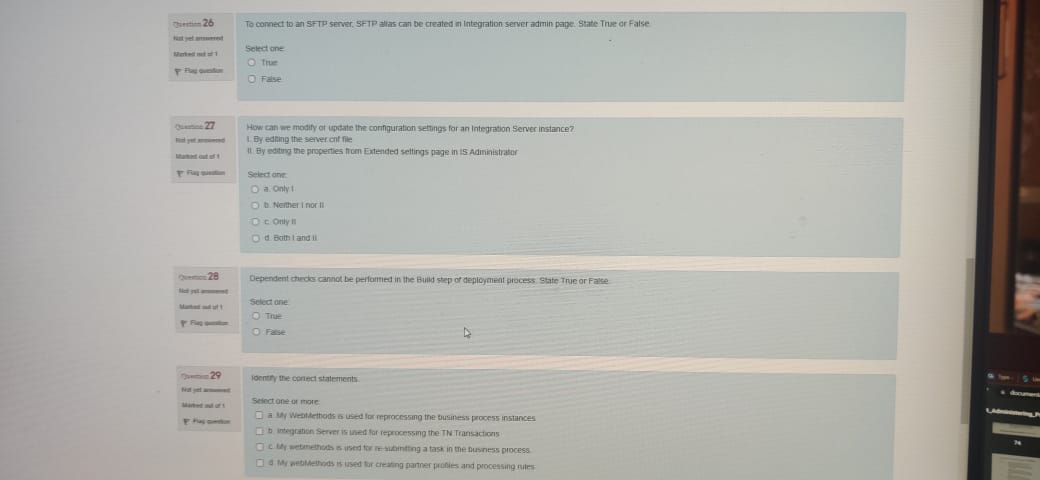 Question 26
Not yet answered
Marked out of 1
Flag question
To connect to an SFTP server, SFTP alias can be created in Integration server admin page. State True or False.
Select one:
True
False
Question 27
Not yet answered
Marked out of 1
Flag question
How can we modify or update the configuration settings for an Integration Server instance?
I. By editing the server.cnf file
II. By editing the properties from Extended settings page in IS Administrator
Select one:
a. Only I
b. Neither I nor II
c. Only II
d. Both I and II
Question 28
Not yet answered
Marked out of 1
Flag question
Dependent checks cannot be performed in the Build step of deployment process. State True or False.
Select one:
True
False
Question 29
Not yet answered
Marked out of 1
Flag question
Identify the correct statements.
Select one or more:
a. My WebMethods is used for reprocessing the business process instances
b. Integration Server is used for reprocessing the TN Transactions
c. My webmethods is used for re-submitting a task in the business process.
d. My webMethods is used for creating partner profiles and processing rules
document
74